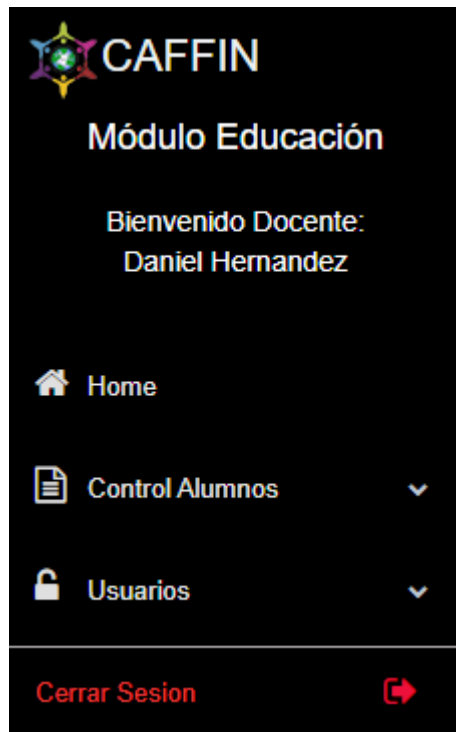 CAFFIN
Módulo Educación
Bienvenido Docente:
Daniel Hernandez
Home
Control Alumnos
Usuarios
Cerrar Sesion